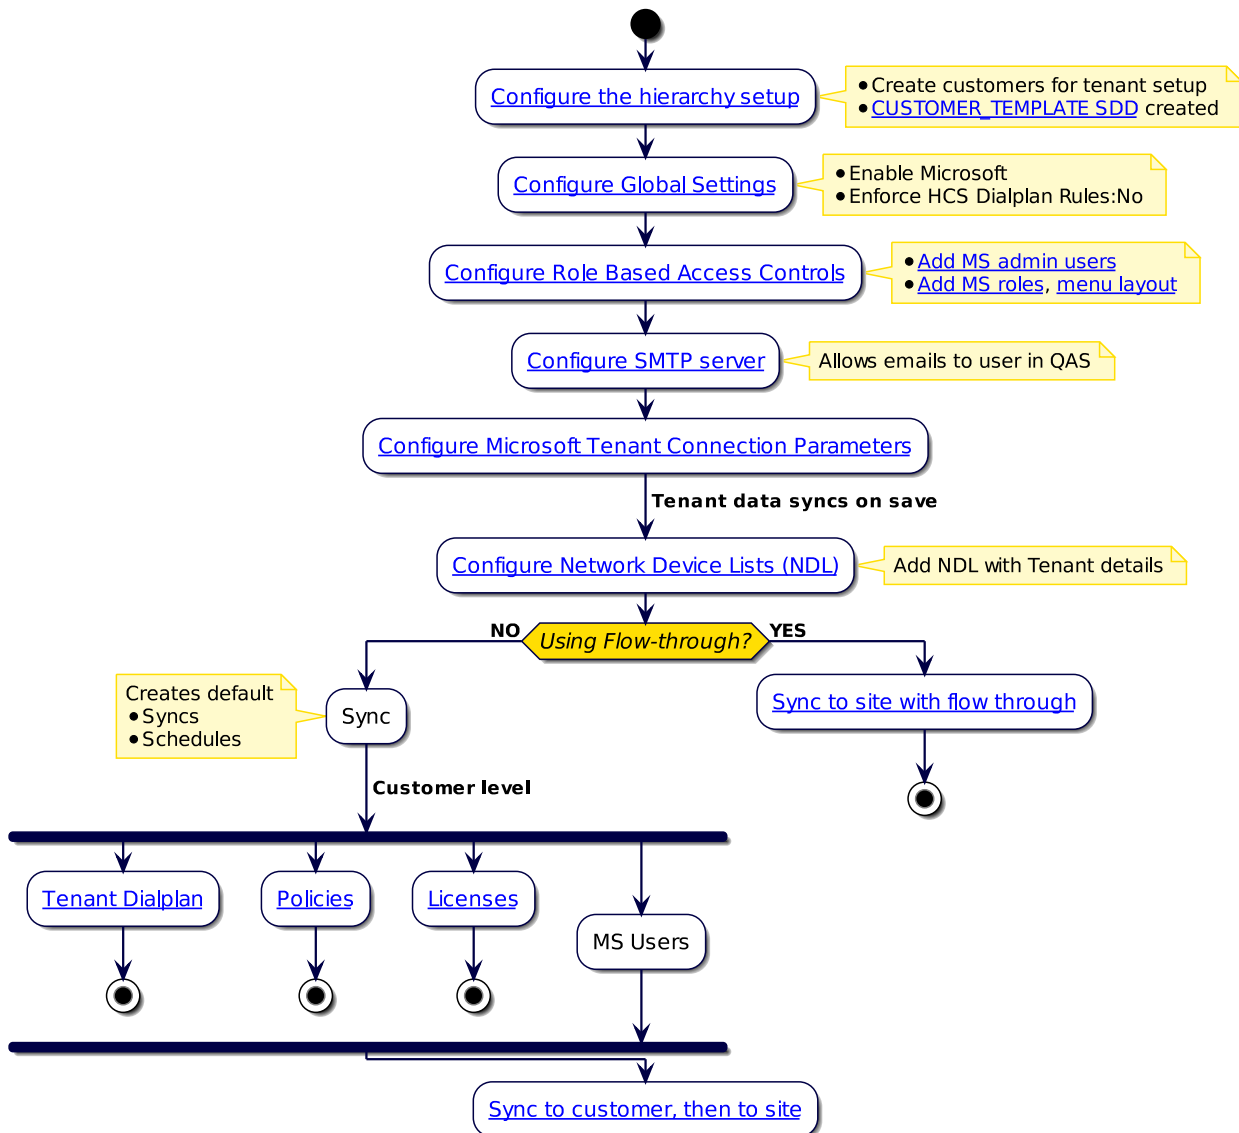 Configure the hierarchy setup
•Create customers for tenant setup
•CUSTOMER_TEMPLATE SDD created
Configure Global Settings
•Enable Microsoft
•Enforce HCS Dialplan Rules:No
Configure Role Based Access Controls
•Add MS admin users
•Add MS roles, menu layout
Configure SMTP server
Allows emails to user in QAS
Configure Microsoft Tenant Connection Parameters
Tenant data syncs on save
Configure Network Device Lists (NDL)
Add NDL with Tenant details
NO
Using Flow-through?
YES
Creates default
•Syncs
•Schedules
Sync
Sync to site with flow through
Customer level
Tenant Dialplan
Policies
Licenses
MS Users
Sync to customer, then to site